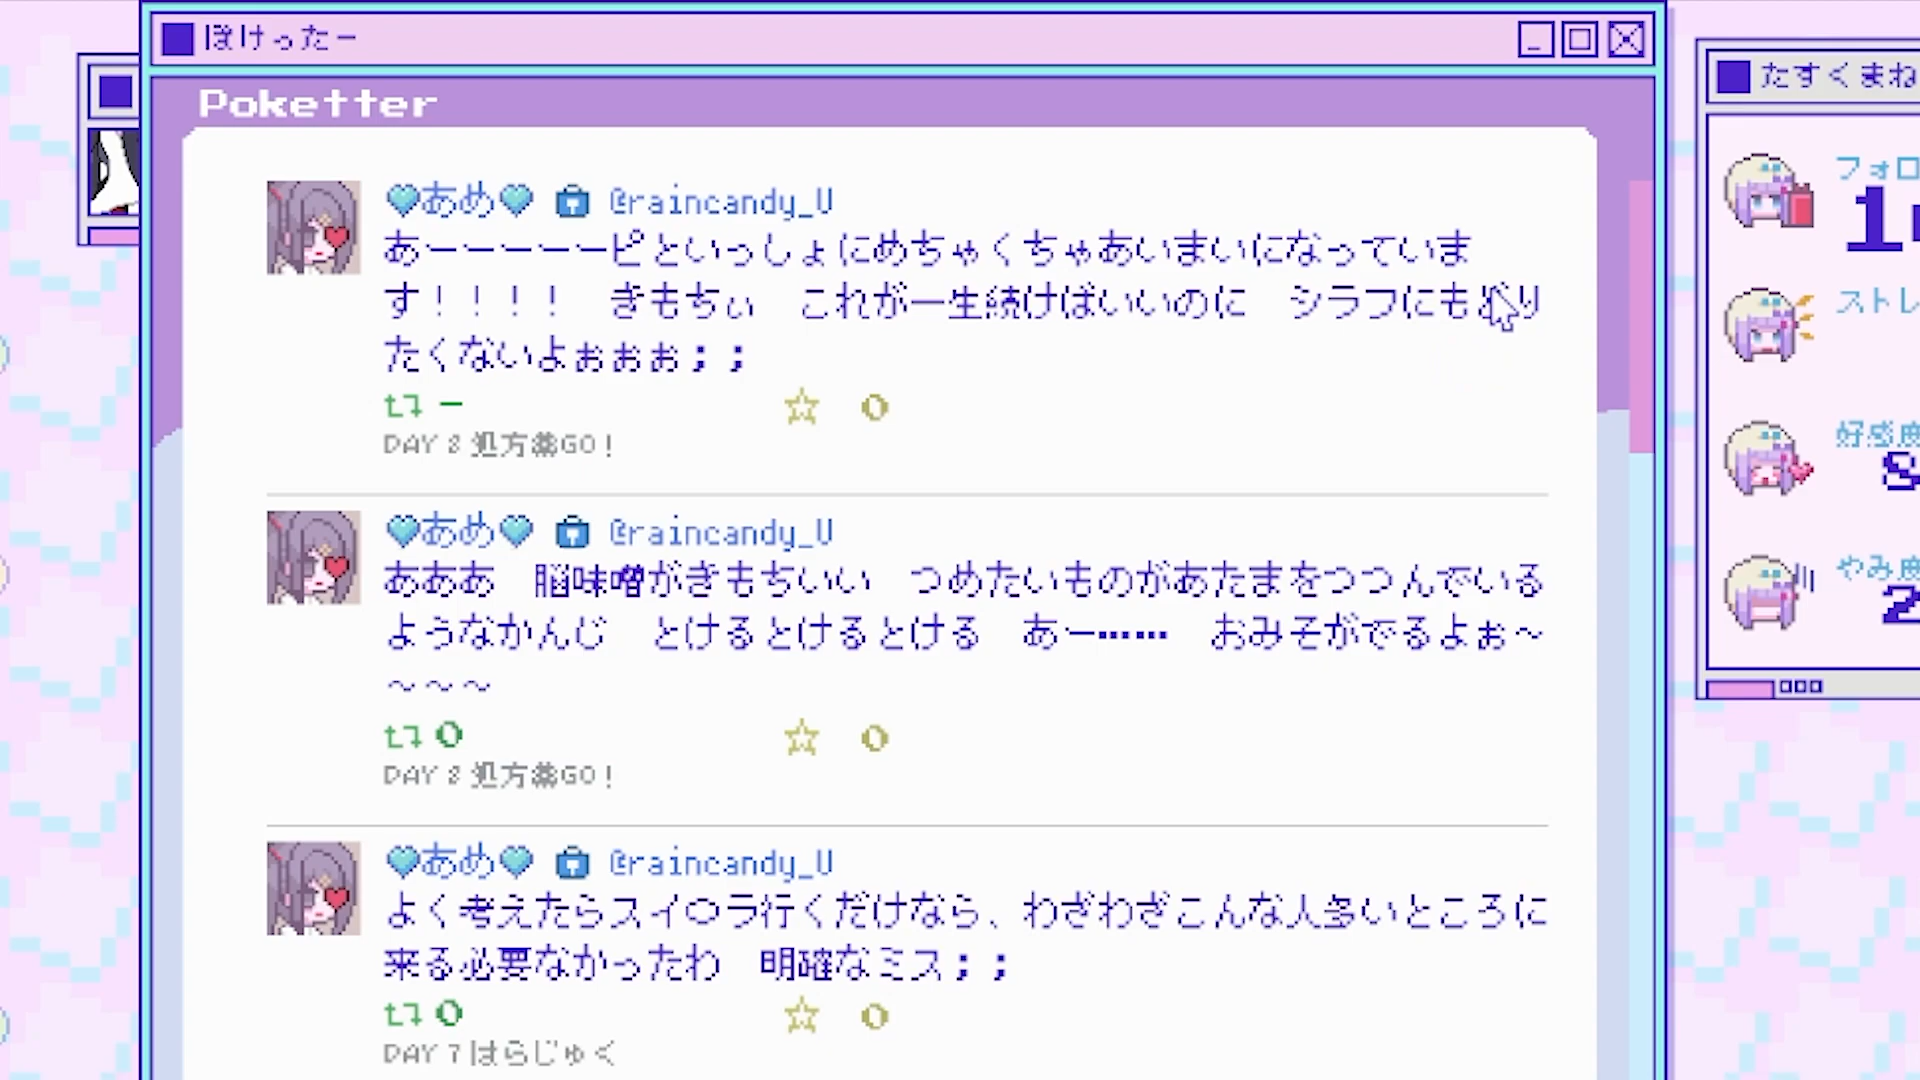 ぽけったー
Poketter
あめ @raincandy_U
あーーーーーピといっしょにめちゃくちゃあいまいになっていま
す！！！！　きもちぃ　これが一生続けばいいのに　シラフにもどり
たくないよぉぉぉ；；
ー
0
DAY 8 処方薬GO！
あめ @raincandy_U
あああ　脳味噌がきもちいい　つめたいものがあたまをつつんでいる
ようなかんじ　とけるとけるとける　あー……　おみそがでるよぉ～
～～～
0
0
DAY 8 処方薬GO！
あめ @raincandy_U
よく考えたらスイ〇ラ行くだけなら、わざわざこんな人多いところに
来る必要なかったわ　明確なミス；；
0
0
DAY 7 はらじゅく
たすくまね
フォロ
1
ストレ
好感度
8
やみ度
2